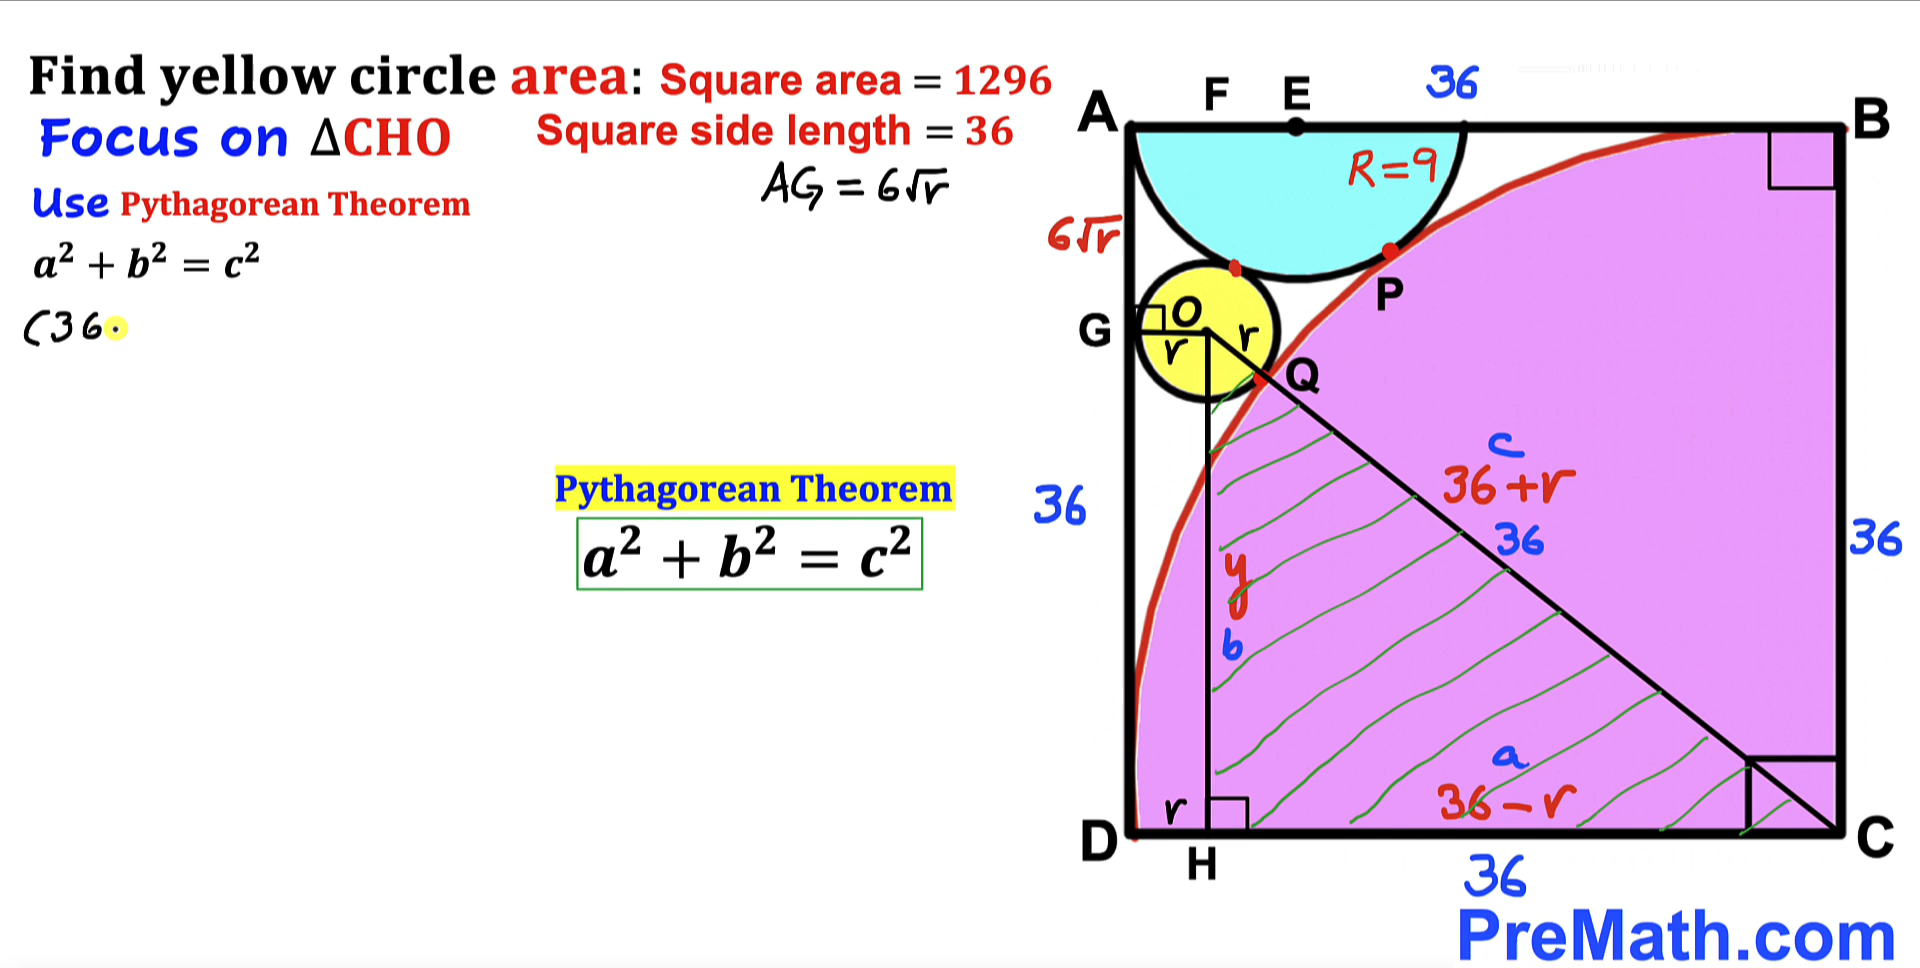 Find yellow circle area: Square area = 1296
Focus on ΔCHO Square side length = 36
AG = 6√r
Use Pythagorean Theorem
a² + b² = c²
(36
Pythagorean Theorem
a² + b² = c²
A F E 36 B
R=9
6√r
P
G O
r r
Q
c
36+r
36 36 36
y
b
a
r 36-r
D H C
36
PreMath.com